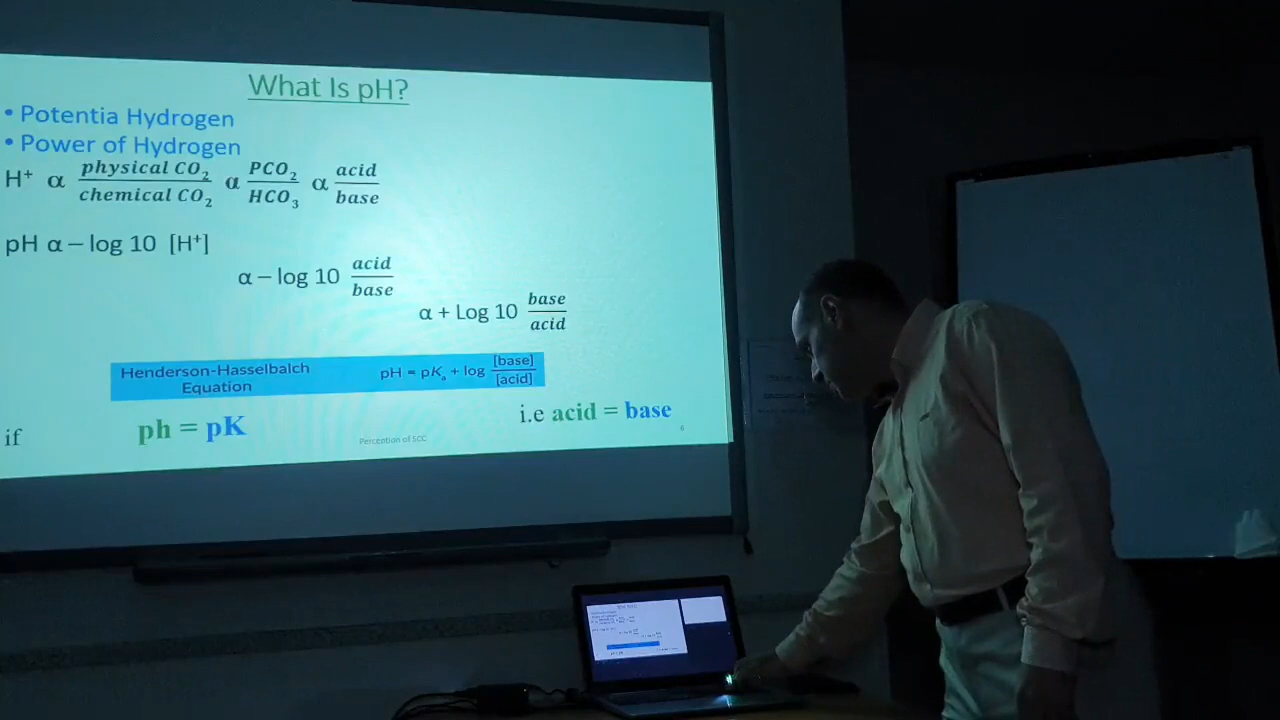 What Is pH?
• Potentia Hydrogen
• Power of Hydrogen
H⁺ α physical CO₂ / chemical CO₂ α PCO₂ / HCO₃ α acid / base
pH α – log 10 [H⁺]
α – log 10 acid / base
α + Log 10 base / acid
Henderson-Hasselbalch Equation pH = pKₐ + log [base] / [acid]
if ph = pK i.e acid = base
Perception of SCC 6